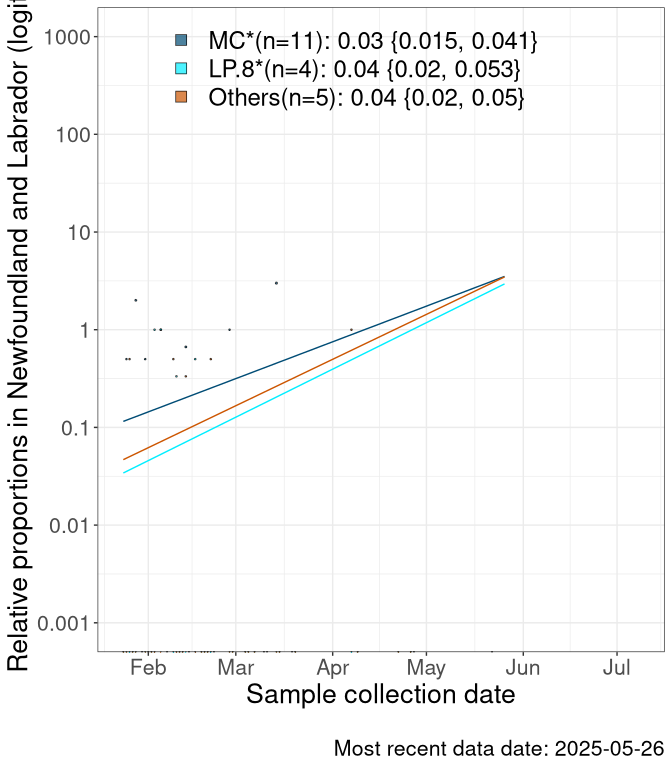 Relative proportions in Newfoundland and Labrador (logit
1000
100
10
1
0.1
0.01
0.001
MC*(n=11): 0.03 {0.015, 0.041}
LP.8*(n=4): 0.04 {0.02, 0.053}
Others(n=5): 0.04 {0.02, 0.05}
Feb Mar Apr May Jun Jul
Sample collection date
Most recent data date: 2025-05-26